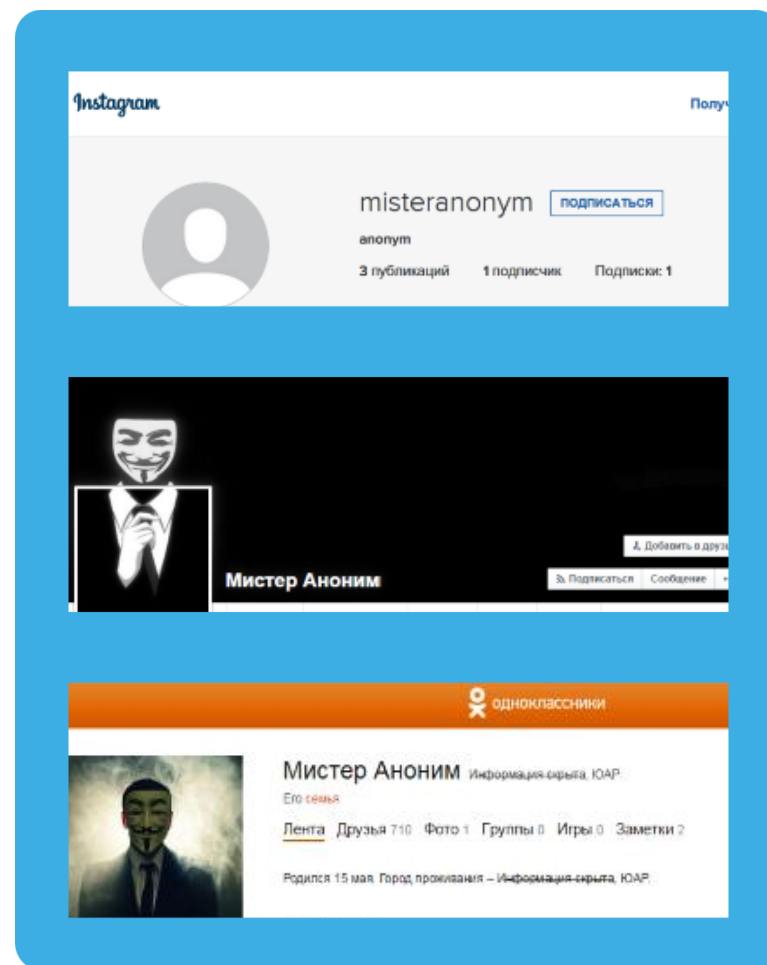 Instagram
misteranonym ПОДПИСАТЬСЯ
anonym
3 публикаций 1 подписчик Подписки: 1
Добавить в
Мистер Аноним
Подписаться Сообщение
одноклассники
Мистер Аноним Информация скрыта, ЮАР
Его семья
Лента Друзья 710 Фото 1 Группы 0 Игры 0 Заметки 2
Родился 15 мая. Город проживания – Информация скрыта, ЮАР.